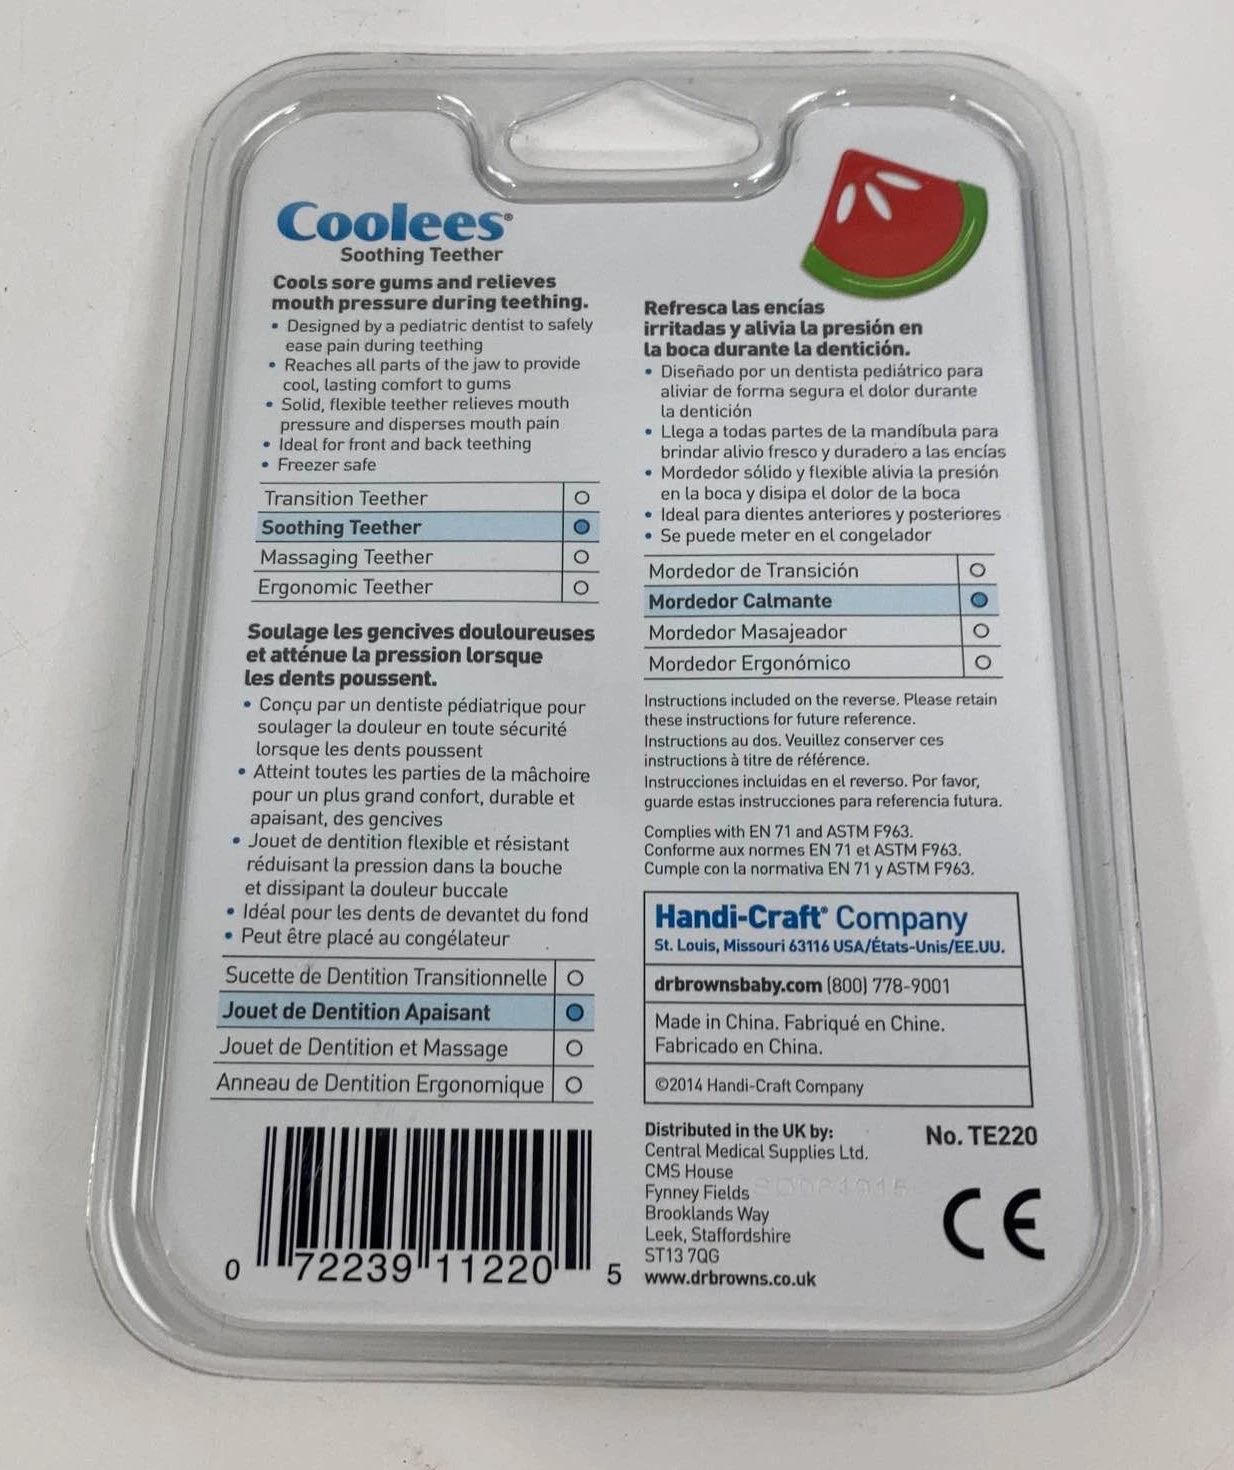 Coolees®
Soothing Teether
Cools sore gums and relieves
mouth pressure during teething.
• Designed by a pediatric dentist to safely
ease pain during teething
• Reaches all parts of the jaw to provide
cool, lasting comfort to gums
• Solid, flexible teether relieves mouth
pressure and disperses mouth pain
• Ideal for front and back teething
• Freezer safe
Transition Teether
Soothing Teether
Massaging Teether
Ergonomic Teether
Soulage les gencives douloureuses
et atténue la pression lorsque
les dents poussent.
• Conçu par un dentiste pédiatrique pour
soulager la douleur en toute sécurité
lorsque les dents poussent
• Atteint toutes les parties de la mâchoire
pour un plus grand confort, durable et
apaisant, des gencives
• Jouet de dentition flexible et résistant
réduisant la pression dans la bouche
et dissipant la douleur buccale
• Idéal pour les dents de devantet du fond
• Peut être placé au congélateur
Sucette de Dentition Transitionnelle
Jouet de Dentition Apaisant
Jouet de Dentition et Massage
Anneau de Dentition Ergonomique
0 72239 11220 5
Refresca las encías
irritadas y alivia la presión en
la boca durante la dentición.
• Diseñado por un dentista pediátrico para
aliviar de forma segura el dolor durante
la dentición
• Llega a todas partes de la mandíbula para
brindar alivio fresco y duradero a las encías
• Mordedor sólido y flexible alivia la presión
en la boca y disipa el dolor de la boca
• Ideal para dientes anteriores y posteriores
• Se puede meter en el congelador
Mordedor de Transición
Mordedor Calmante
Mordedor Masajeador
Mordedor Ergonómico
Instructions included on the reverse. Please retain
these instructions for future reference.
Instructions au dos. Veuillez conserver ces
instructions à titre de référence.
Instrucciones incluidas en el reverso. Por favor,
guarde estas instrucciones para referencia futura.
Complies with EN 71 and ASTM F963.
Conforme aux normes EN 71 et ASTM F963.
Cumple con la normativa EN 71 y ASTM F963.
Handi-Craft® Company
St. Louis, Missouri 63116 USA/États-Unis/EE.UU.
drbrownsbaby.com (800) 778-9001
Made in China. Fabriqué en Chine.
Fabricado en China.
©2014 Handi-Craft Company
Distributed in the UK by:
Central Medical Supplies Ltd.
CMS House
Fynney Fields
Brooklands Way
Leek, Staffordshire
ST13 7QG
www.drbrowns.co.uk
No. TE220
CE